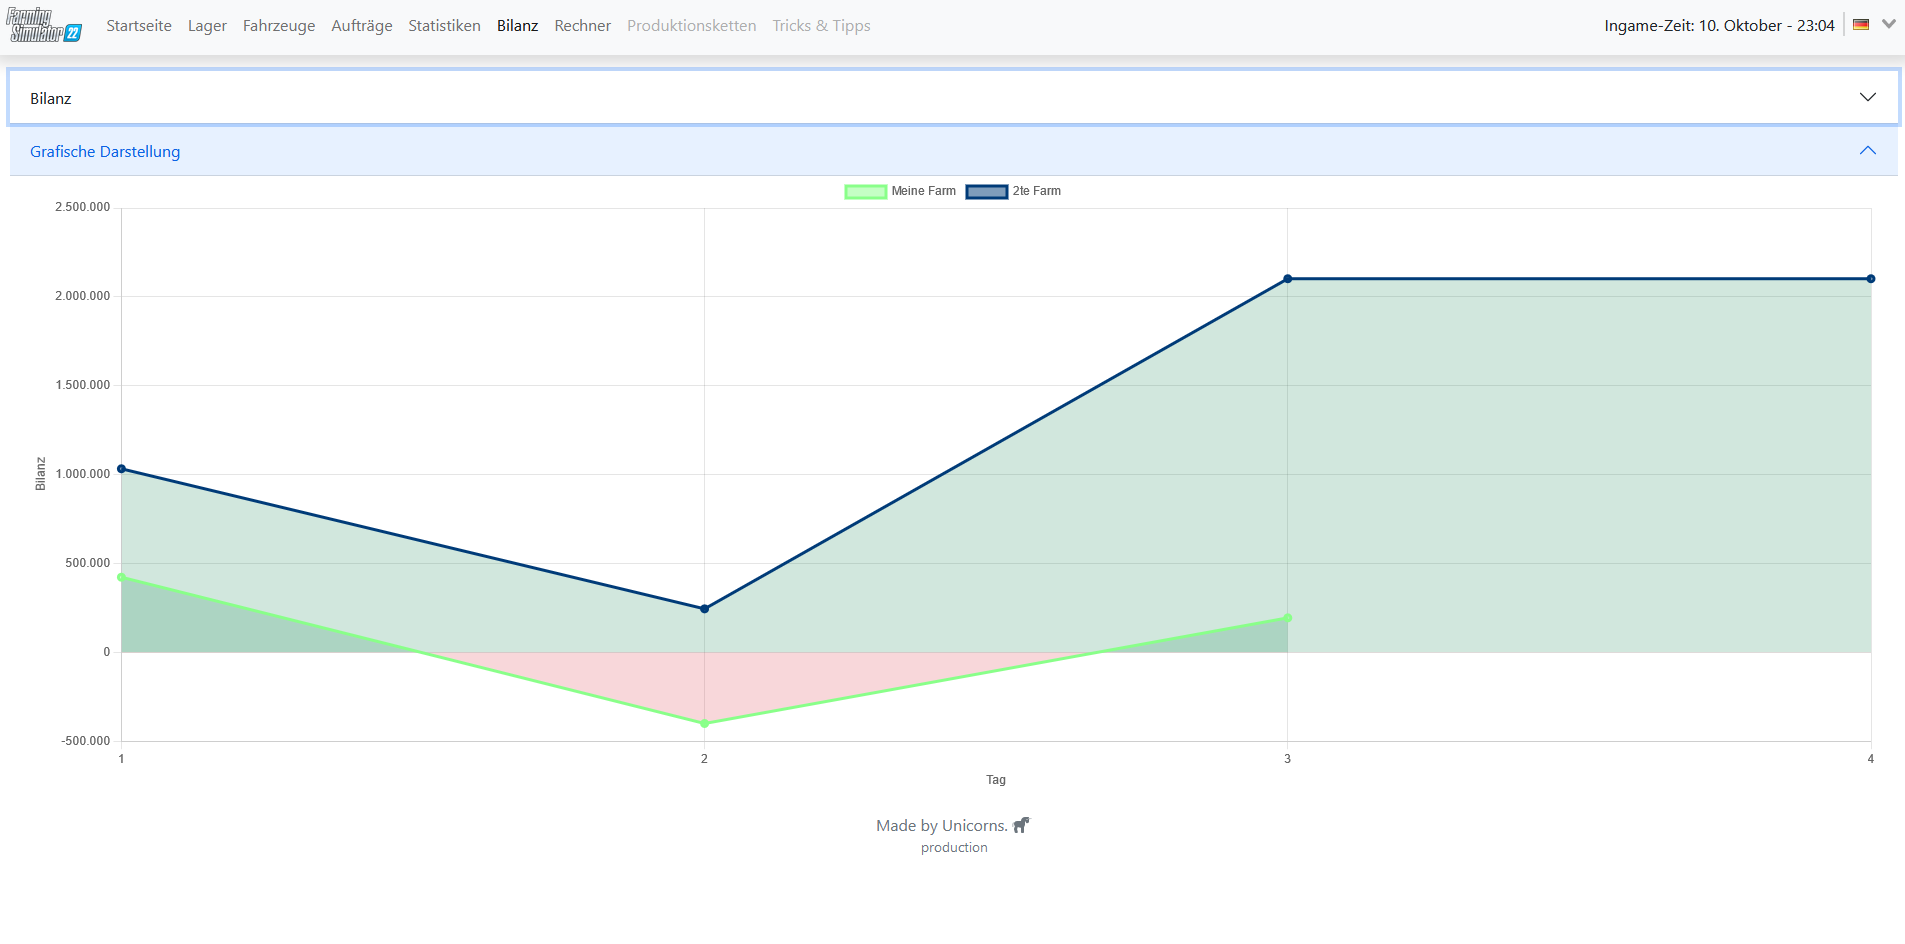 Farming
Simulator 22
Startseite Lager Fahrzeuge Aufträge Statistiken Bilanz Rechner Produktionsketten Tricks & Tipps
Ingame-Zeit: 10. Oktober - 23:04
Bilanz
Grafische Darstellung
Meine Farm 2te Farm
2.500.000
2.000.000
1.500.000
1.000.000
500.000
0
-500.000
Bilanz
1 2 3 4
Tag
Made by Unicorns.
production